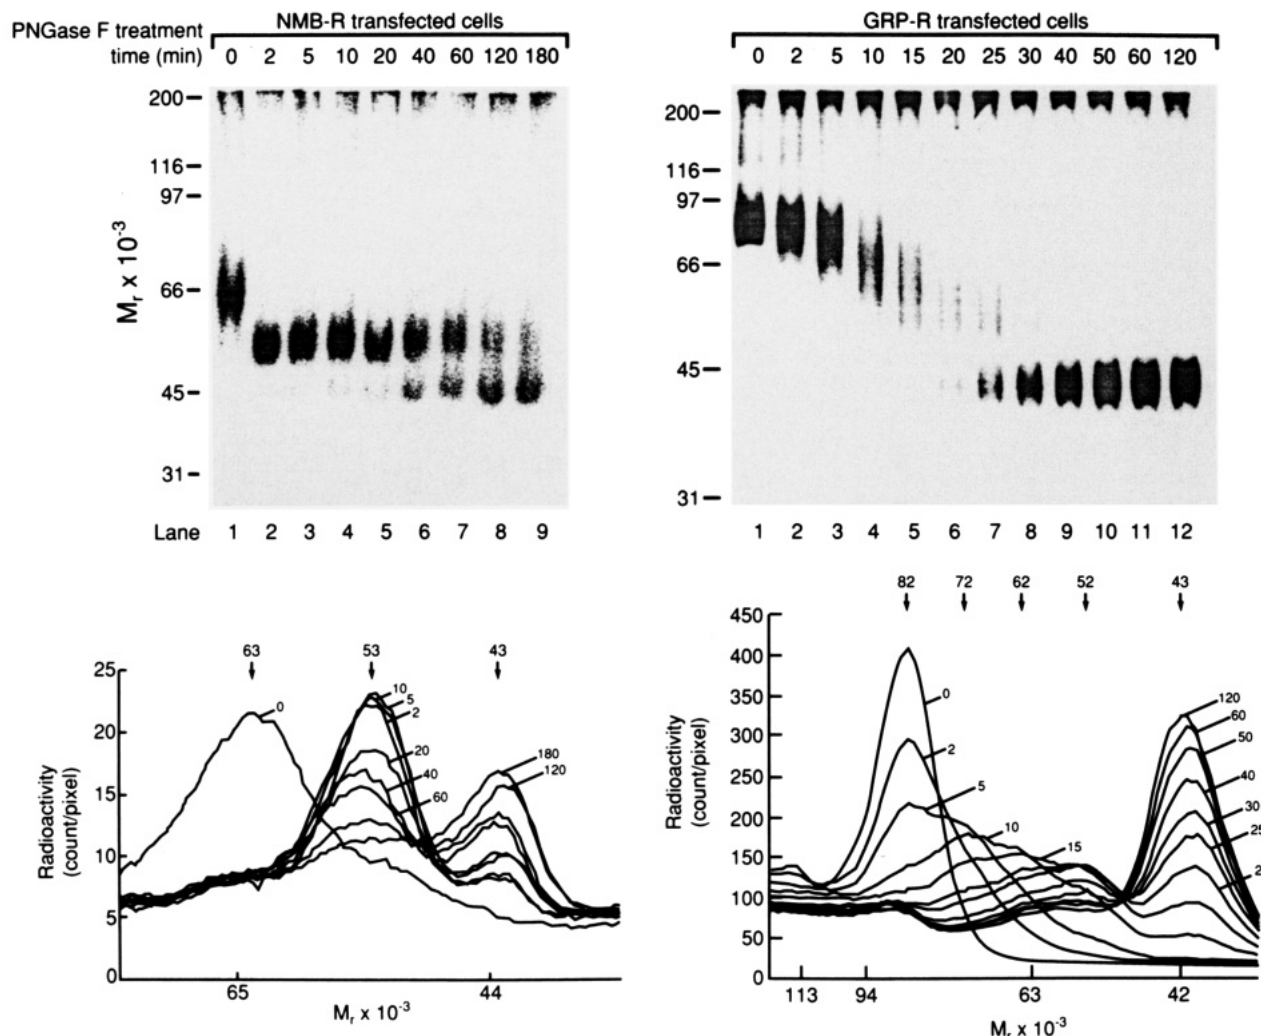 PNGase F treatment
time (min)
NMB-R transfected cells
0 2 5 10 20 40 60 120 180
200
116
97
66
45
31
Mr x 10-3
Lane 1 2 3 4 5 6 7 8 9
GRP-R transfected cells
0 2 5 10 15 20 25 30 40 50 60 120
200
116
97
66
45
31
1 2 3 4 5 6 7 8 9 10 11 12
63 53 43
25
20
15
10
5
0
Radioactivity
(count/pixel)
0
10
5
2
20
40
60
180
120
65 44
Mr x 10-3
82 72 62 52 43
450
400
350
300
250
200
150
100
50
0
Radioactivity
(count/pixel)
0
2
5
10
15
120
60
50
40
30
25
113 94 63 42
Mr x 10-3